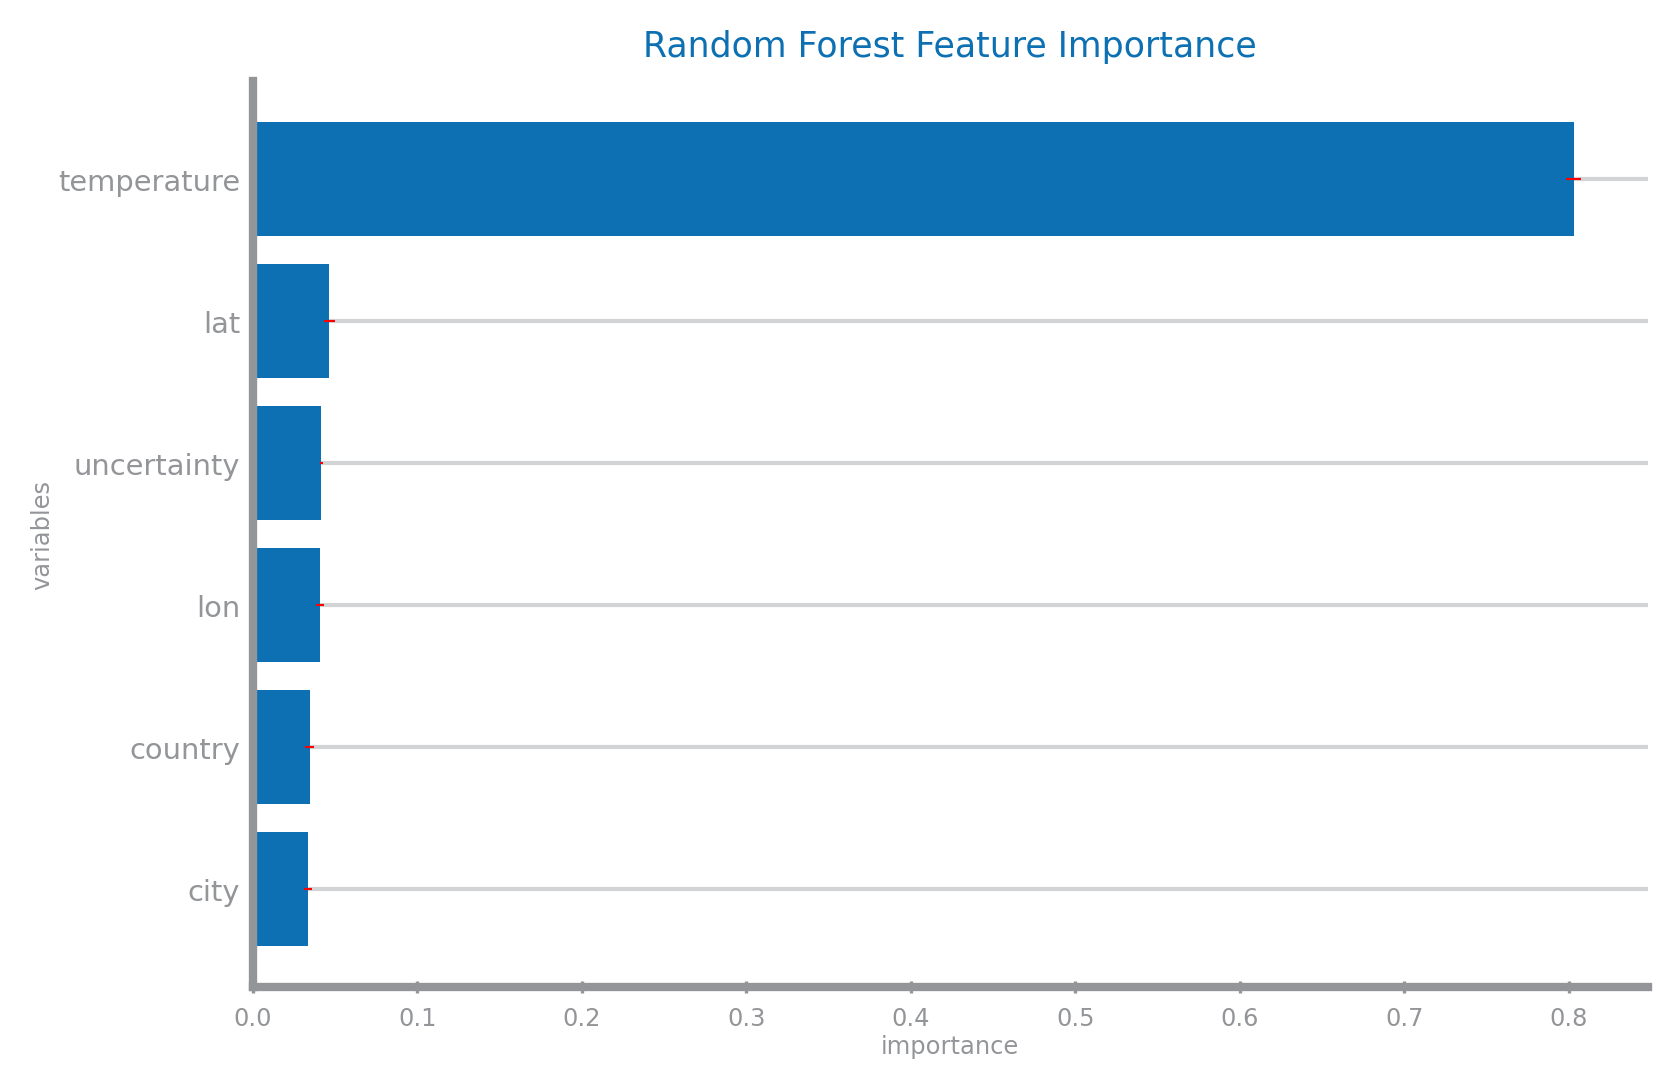 Random Forest Feature Importance
temperature
lat
uncertainty
lon
country
city
variables
0.0 0.1 0.2 0.3 0.4 0.5 0.6 0.7 0.8
importance